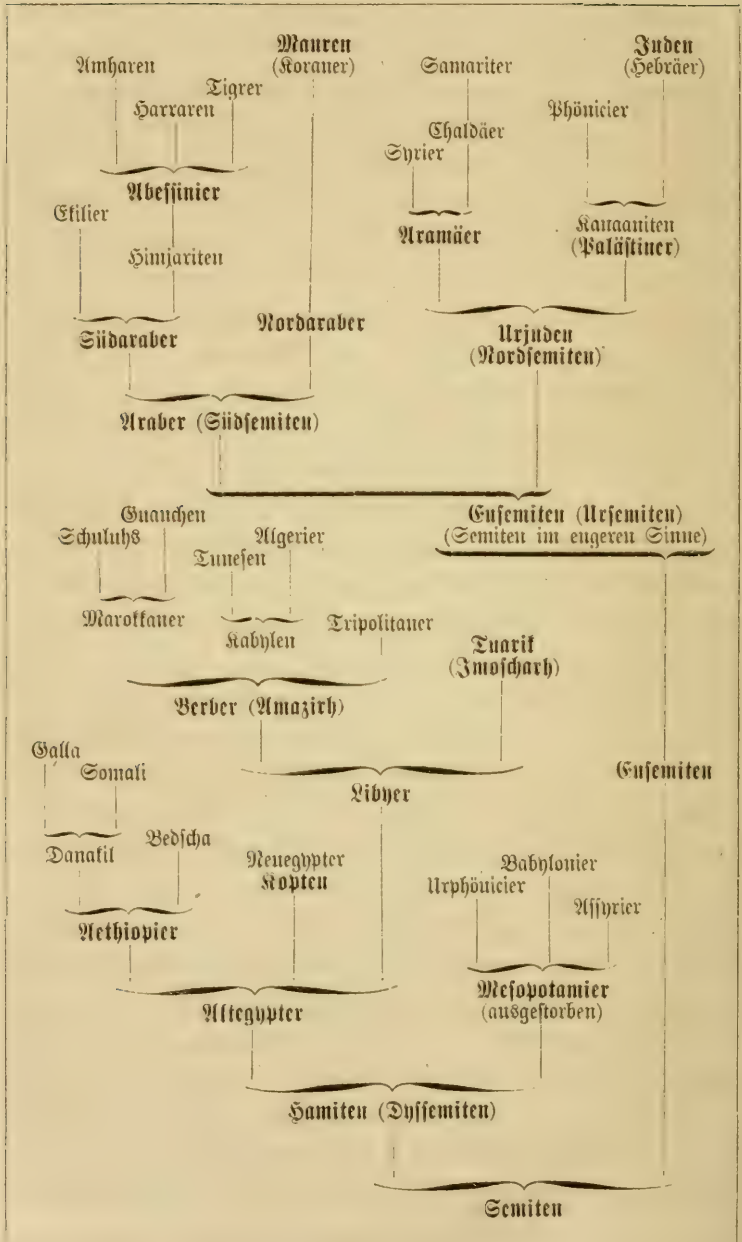 Mauren Juden
Amharen (Korauer) Samariter (Hebräer)
Tigrer
Harraren Phönicier
Chaldäer
Syrier
Abessinier
Ekilier Kanaaniten
Aramäer (Palästiner)
Himjariten
Nordaraber
Südaraber Urjuden
(Nordsemiten)
Araber (Südsemiten)
Guanchen Eusemiten (Ursemiten)
Schuluhs Algerier (Semiten im engeren Sinne)
Tunesen
Marokkaner Tripolitaner
Kabylen Tuarik
(Imoscharh)
Berber (Amazirh)
Galla
Somali Eusemiten
Libyer
Danakil Bedscha
Neuegypter Babylonier
Kopten Urphönicier
Assyrier
Aethiopier
Mesopotamier
Altegypter (ausgestorben)
Hamiten (Dyssemiten)
Semiten